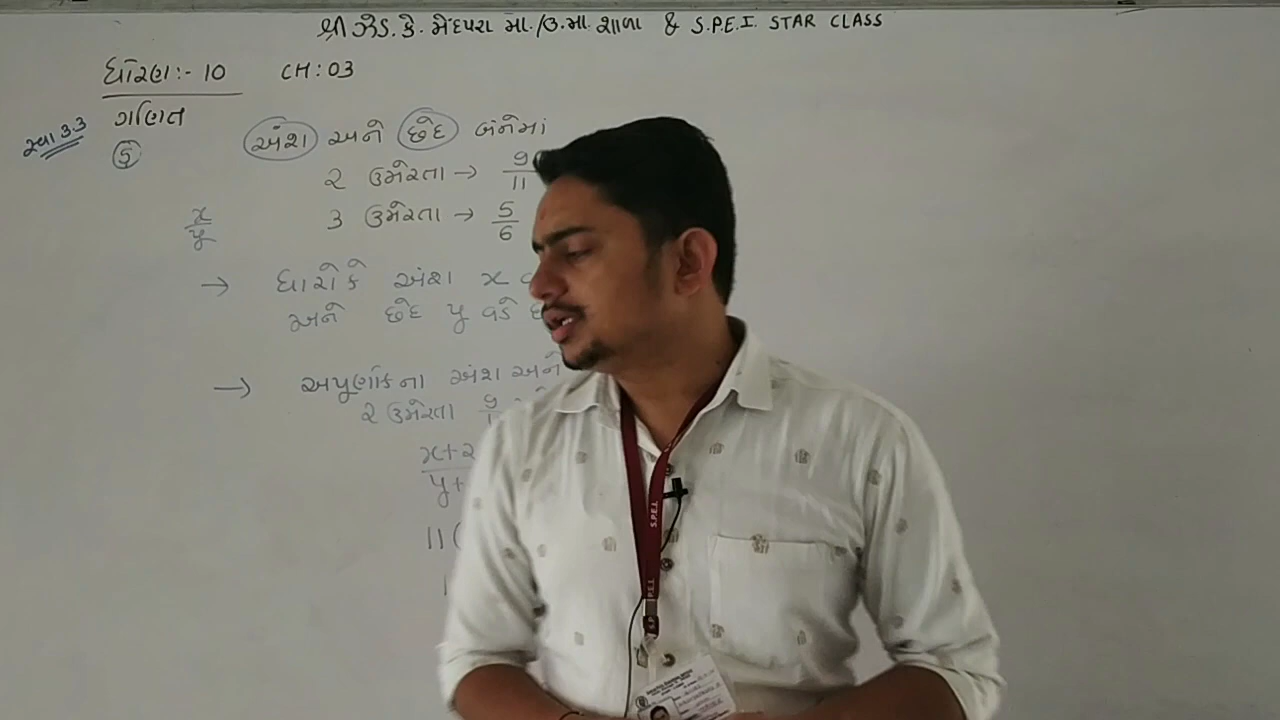 શ્રી ઝેડ. કે. મેંદપરા મા./ઉ.મા. શાળા & S.P.E.I. STAR CLASS
ધોરણ:- 10 CH: 03
ગણિત
સ્વા 3.3
5
અંશ અને છેદ બંનેમાં
2 ઉમેરતા → 9/11
3 ઉમેરતા → 5/6
x/y
→ ધારોકે અંશ x
અને છેદ y વડે
→ અપૂર્ણાંકના અંશ અને
2 ઉમેરતા 9
x+2
y+
11(
S.P.E.I.